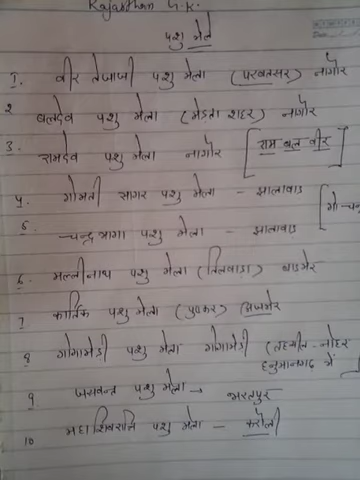 Rajasthan G.K.
पशु मेले
1. वीर तेजाजी पशु मेला (परबतसर) नागौर
2 बलदेव पशु मेला (मेड़ता शहर) नागौर
3. रामदेव पशु मेला नागौर [राम बल वीर]
4. गोमती सागर पशु मेला - झालावाड़
5. चन्द्रभागा पशु मेला - झालावाड़ [गो-चन्
6. मल्लीनाथ पशु मेला (तिलवाडा) बाडमेर
7 कार्तिक पशु मेला (पुष्कर) अजमेर
8 गोगामेडी पशु मेला गोगामेडी (तहसील - नोहर
हनुमानगढ़ में]
9 जसवन्त पशु मेला → भरतपुर
10 महाशिवरात्रि पशु मेला - करौली